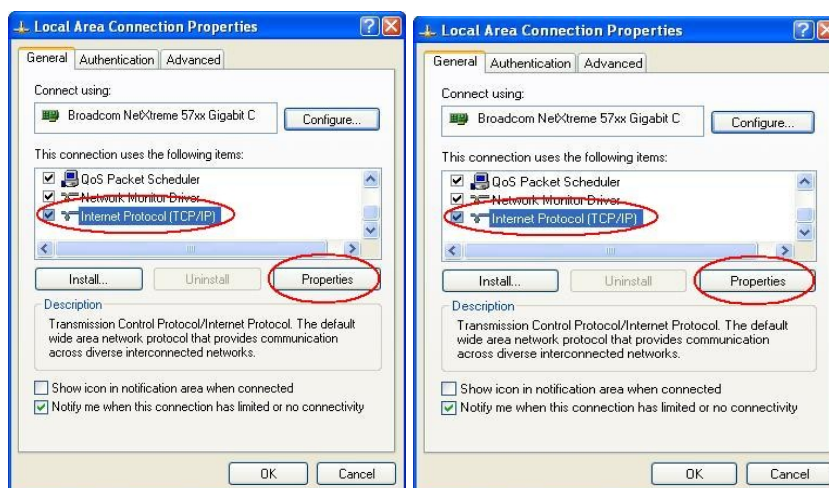 Local Area Connection Properties
General Authentication Advanced
Connect using:
Broadcom NetXtreme 57xx Gigabit C Configure...
This connection uses the following items:
QoS Packet Scheduler
Network Monitor Driver
Internet Protocol (TCP/IP)
Install... Uninstall Properties
Description
Transmission Control Protocol/Internet Protocol. The default
wide area network protocol that provides communication
across diverse interconnected networks.
Show icon in notification area when connected
Notify me when this connection has limited or no connectivity
OK Cancel
Local Area Connection Properties
General Authentication Advanced
Connect using:
Broadcom NetXtreme 57xx Gigabit C Configure...
This connection uses the following items:
QoS Packet Scheduler
Network Monitor Driver
Internet Protocol (TCP/IP)
Install... Uninstall Properties
Description
Transmission Control Protocol/Internet Protocol. The default
wide area network protocol that provides communication
across diverse interconnected networks.
Show icon in notification area when connected
Notify me when this connection has limited or no connectivity
OK Cancel